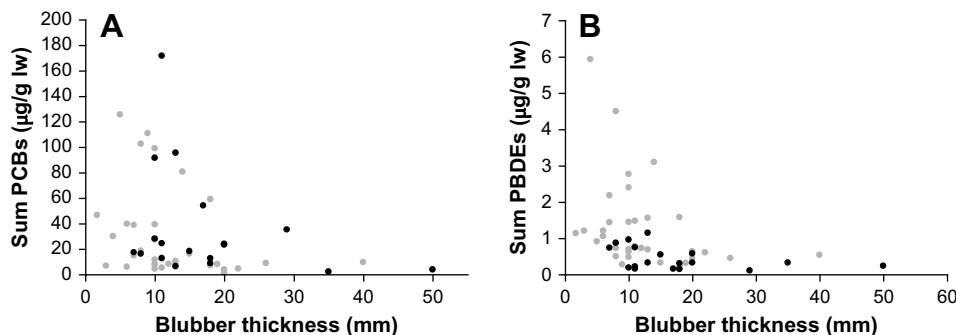 A
Sum PCBs (µg/g lw)
200
180
160
140
120
100
80
60
40
20
0
0 10 20 30 40 50
Blubber thickness (mm)
B
Sum PBDEs (µg/g lw)
7
6
5
4
3
2
1
0
0 10 20 30 40 50 60
Blubber thickness (mm)